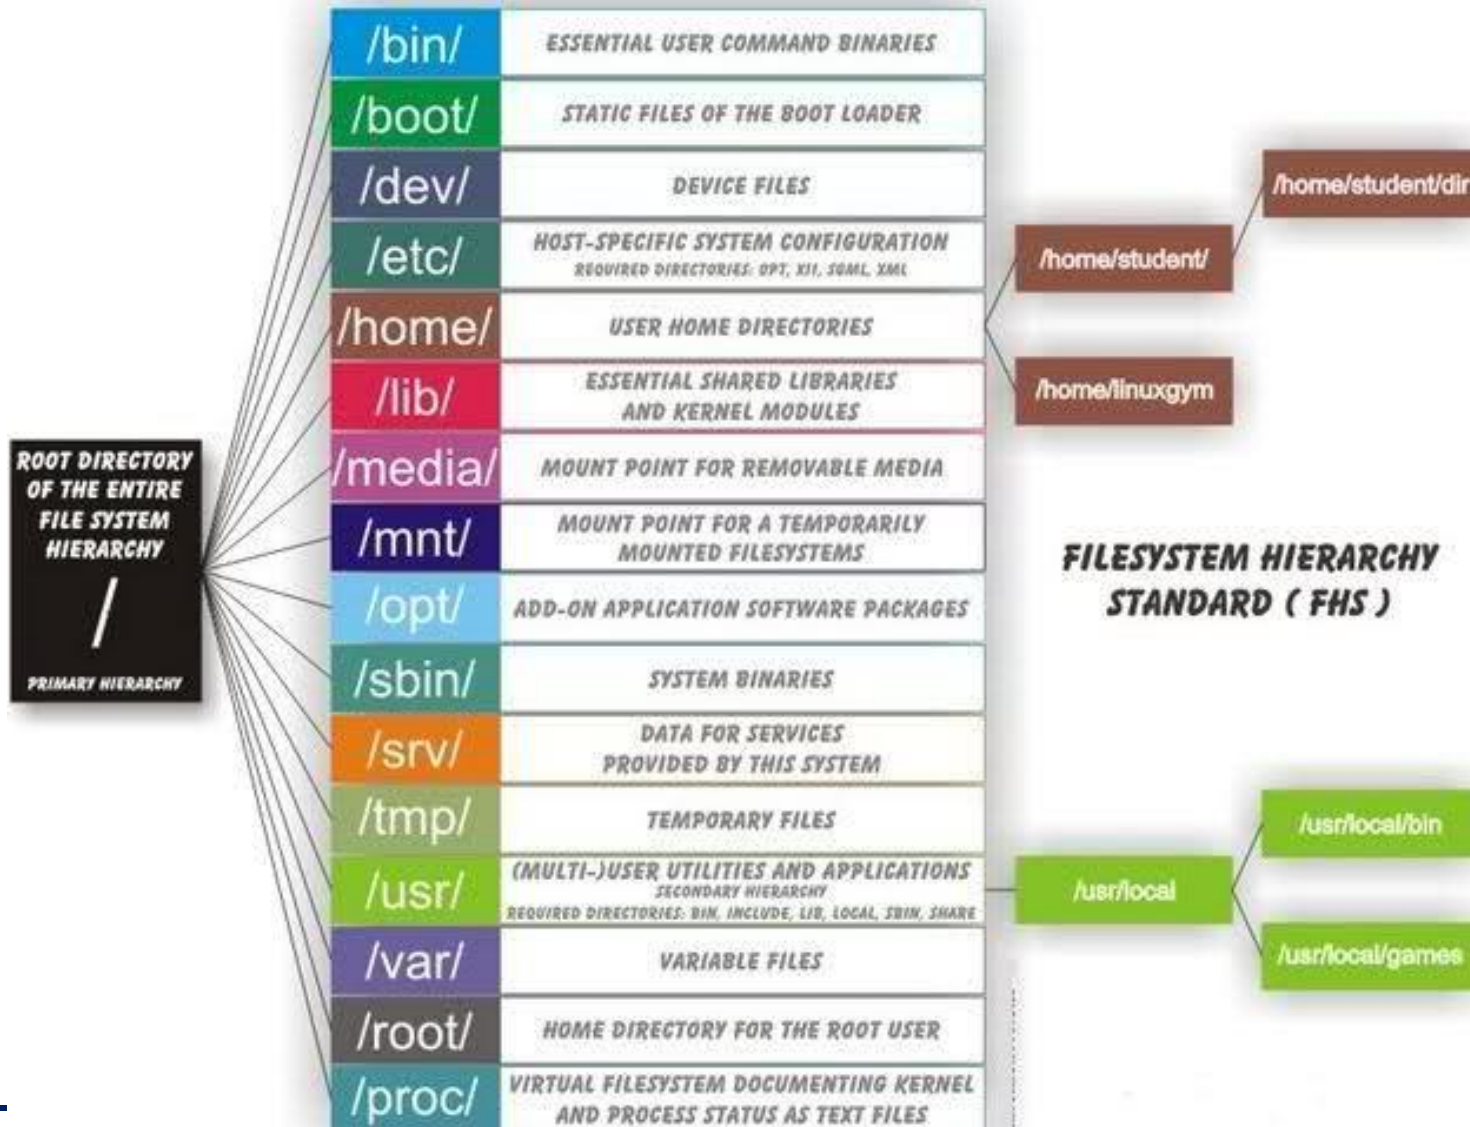 /bin/
ESSENTIAL USER COMMAND BINARIES
/boot/
STATIC FILES OF THE BOOT LOADER
/dev/
DEVICE FILES
/etc/
HOST-SPECIFIC SYSTEM CONFIGURATION
REQUIRED DIRECTORIES: OPT, X11, SGML, XML
/home/
USER HOME DIRECTORIES
/home/student/
/home/student/dir
/home/linuxgym
/lib/
ESSENTIAL SHARED LIBRARIES
AND KERNEL MODULES
/media/
MOUNT POINT FOR REMOVABLE MEDIA
/mnt/
MOUNT POINT FOR A TEMPORARILY
MOUNTED FILESYSTEMS
/opt/
ADD-ON APPLICATION SOFTWARE PACKAGES
/sbin/
SYSTEM BINARIES
/srv/
DATA FOR SERVICES
PROVIDED BY THIS SYSTEM
/tmp/
TEMPORARY FILES
/usr/
(MULTI-)USER UTILITIES AND APPLICATIONS
SECONDARY HIERARCHY
REQUIRED DIRECTORIES: BIN, INCLUDE, LIB, LOCAL, SBIN, SHARE
/usr/local
/usr/local/bin
/usr/local/games
/var/
VARIABLE FILES
/root/
HOME DIRECTORY FOR THE ROOT USER
/proc/
VIRTUAL FILESYSTEM DOCUMENTING KERNEL
AND PROCESS STATUS AS TEXT FILES
ROOT DIRECTORY
OF THE ENTIRE
FILE SYSTEM
HIERARCHY
/
PRIMARY HIERARCHY
FILESYSTEM HIERARCHY
STANDARD ( FHS )